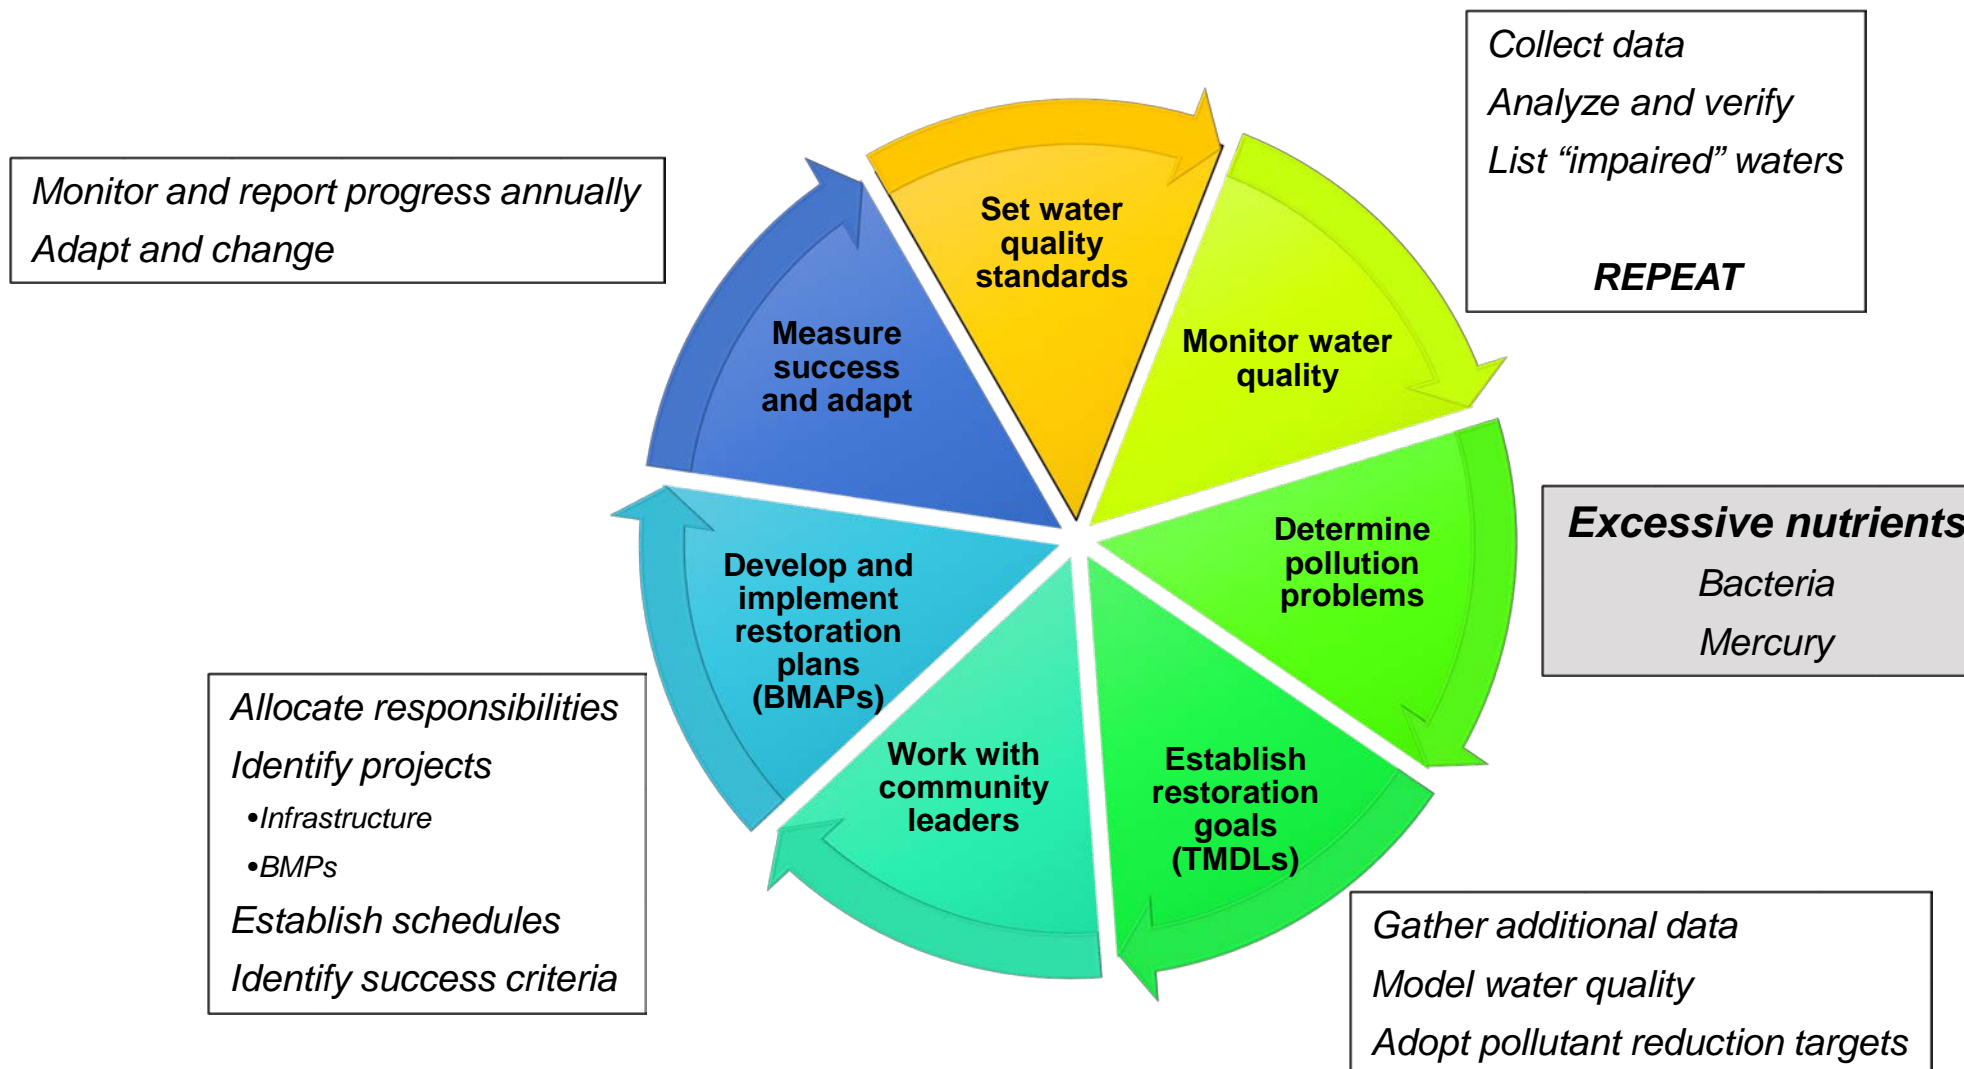 Set water
quality
standards
Collect data
Analyze and verify
List “impaired” waters
REPEAT
Monitor water
quality
Determine
pollution
problems
Excessive nutrients
Bacteria
Mercury
Establish
restoration
goals
(TMDLs)
Gather additional data
Model water quality
Adopt pollutant reduction targets
Work with
community
leaders
Develop and
implement
restoration
plans
(BMAPs)
Allocate responsibilities
Identify projects
•Infrastructure
•BMPs
Establish schedules
Identify success criteria
Measure
success
and adapt
Monitor and report progress annually
Adapt and change